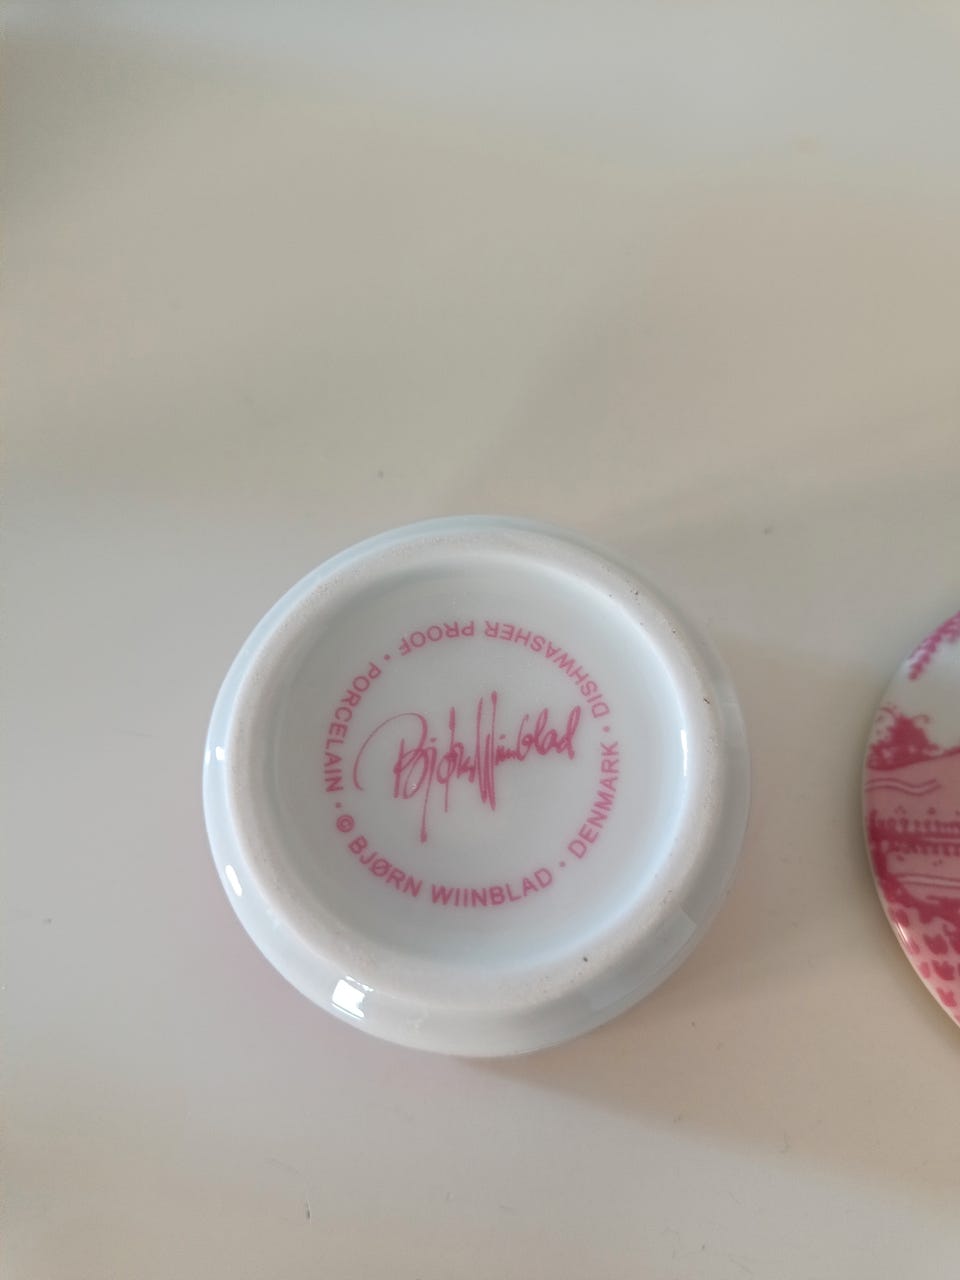 Bjørn Wiinblad
© BJØRN WIINBLAD • DENMARK • DISHWASHER PROOF • PORCELAIN •